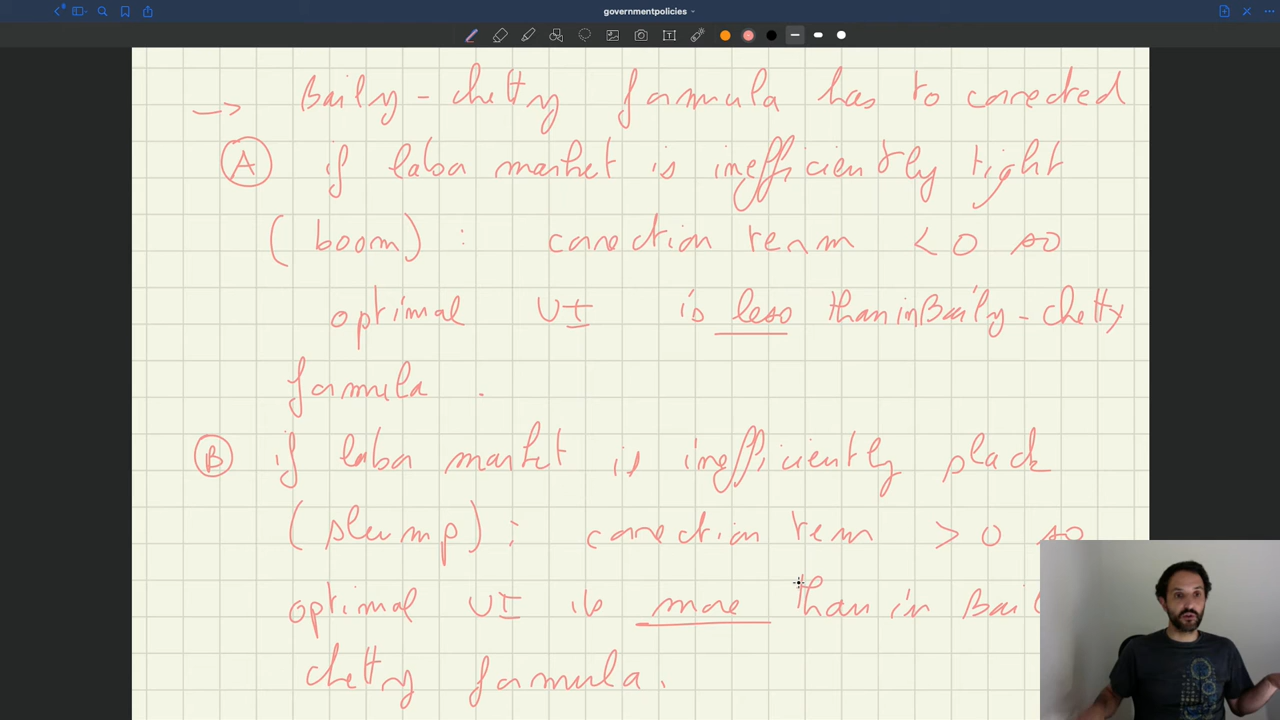 governmentpolicies
→ Baily-chetty formula has to corrected
A if labor market is inefficiently tight
(boom) : correction term < 0 so
optimal UI is less than in Baily-chetty
formula .
B if labor market is inefficiently slack
(slump) : correction term > 0 so
optimal UI is more than in Bail
chetty formula.